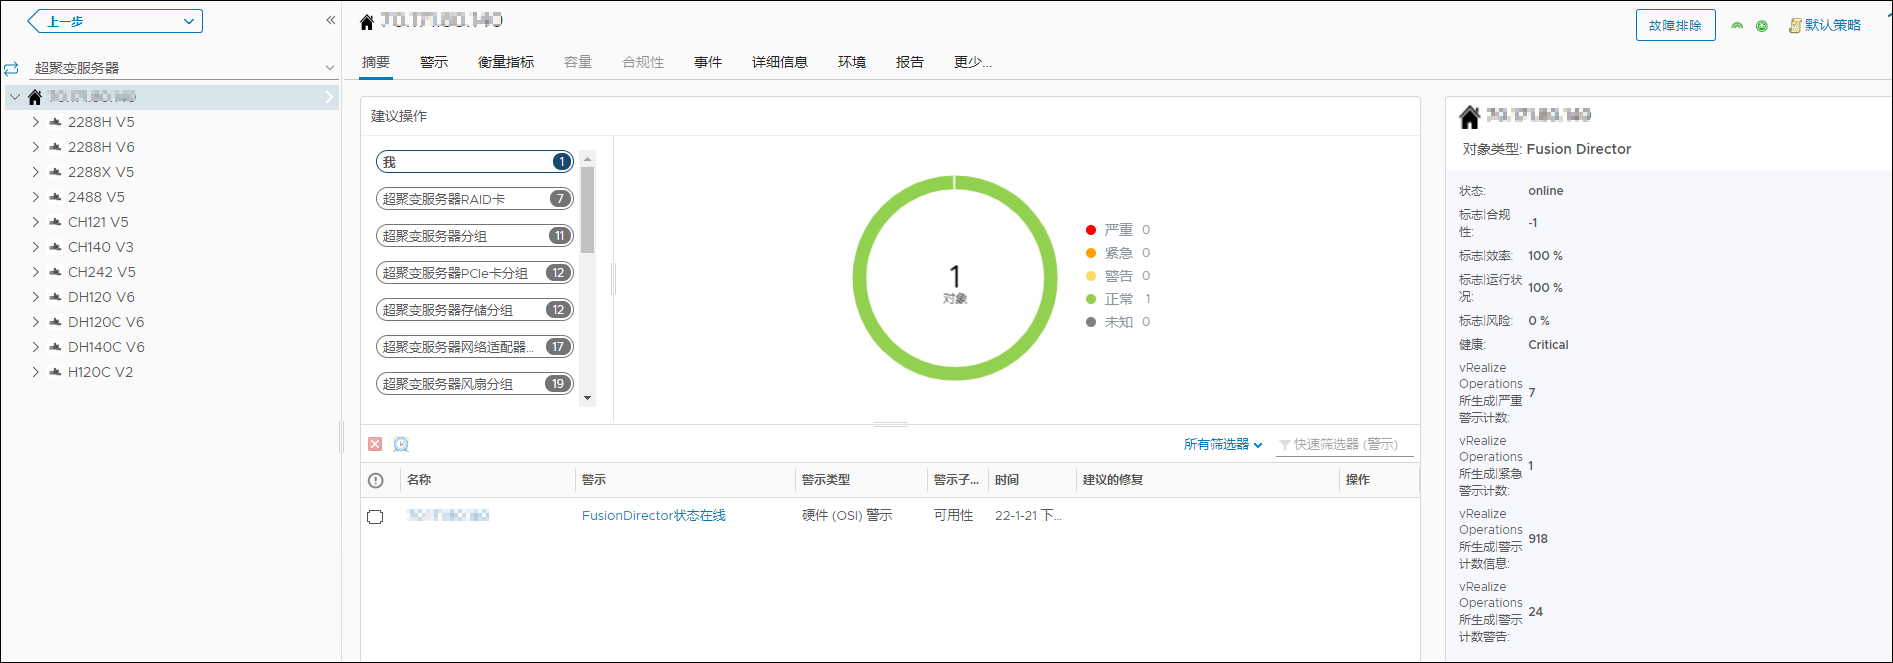 上一步
«
70.171.80.140
故障排除
默认策略
超聚变服务器
摘要 警示 衡量指标 容量 合规性 事件 详细信息 环境 报告 更少...
2288H V5
2288H V6
2288X V5
2488 V5
CH121 V5
CH140 V3
CH242 V5
DH120 V6
DH120C V6
DH140C V6
H120C V2
建议操作
我 1
超聚变服务器RAID卡 7
超聚变服务器分组 11
超聚变服务器PCIe卡分组 12
超聚变服务器存储分组 12
超聚变服务器网络适配器... 17
超聚变服务器风扇分组 19
1
对象
严重 0
紧急 0
警告 0
正常 1
未知 0
所有筛选器
快速筛选器 (警示)
名称 警示 警示类型 警示子... 时间 建议的修复 操作
FusionDirector状态在线 硬件 (OSI) 警示 可用性 22-1-21 下...
70.171.80.140
对象类型: Fusion Director
状态: online
标志|合规
性: -1
标志|效率: 100 %
标志|运行状
况: 100 %
标志|风险: 0 %
健康: Critical
vRealize
Operations
所生成|严重 7
警示计数:
vRealize
Operations
所生成|紧急 1
警示计数:
vRealize
Operations
所生成|警示 918
计数信息:
vRealize
Operations
所生成|警示 24
计数警告: